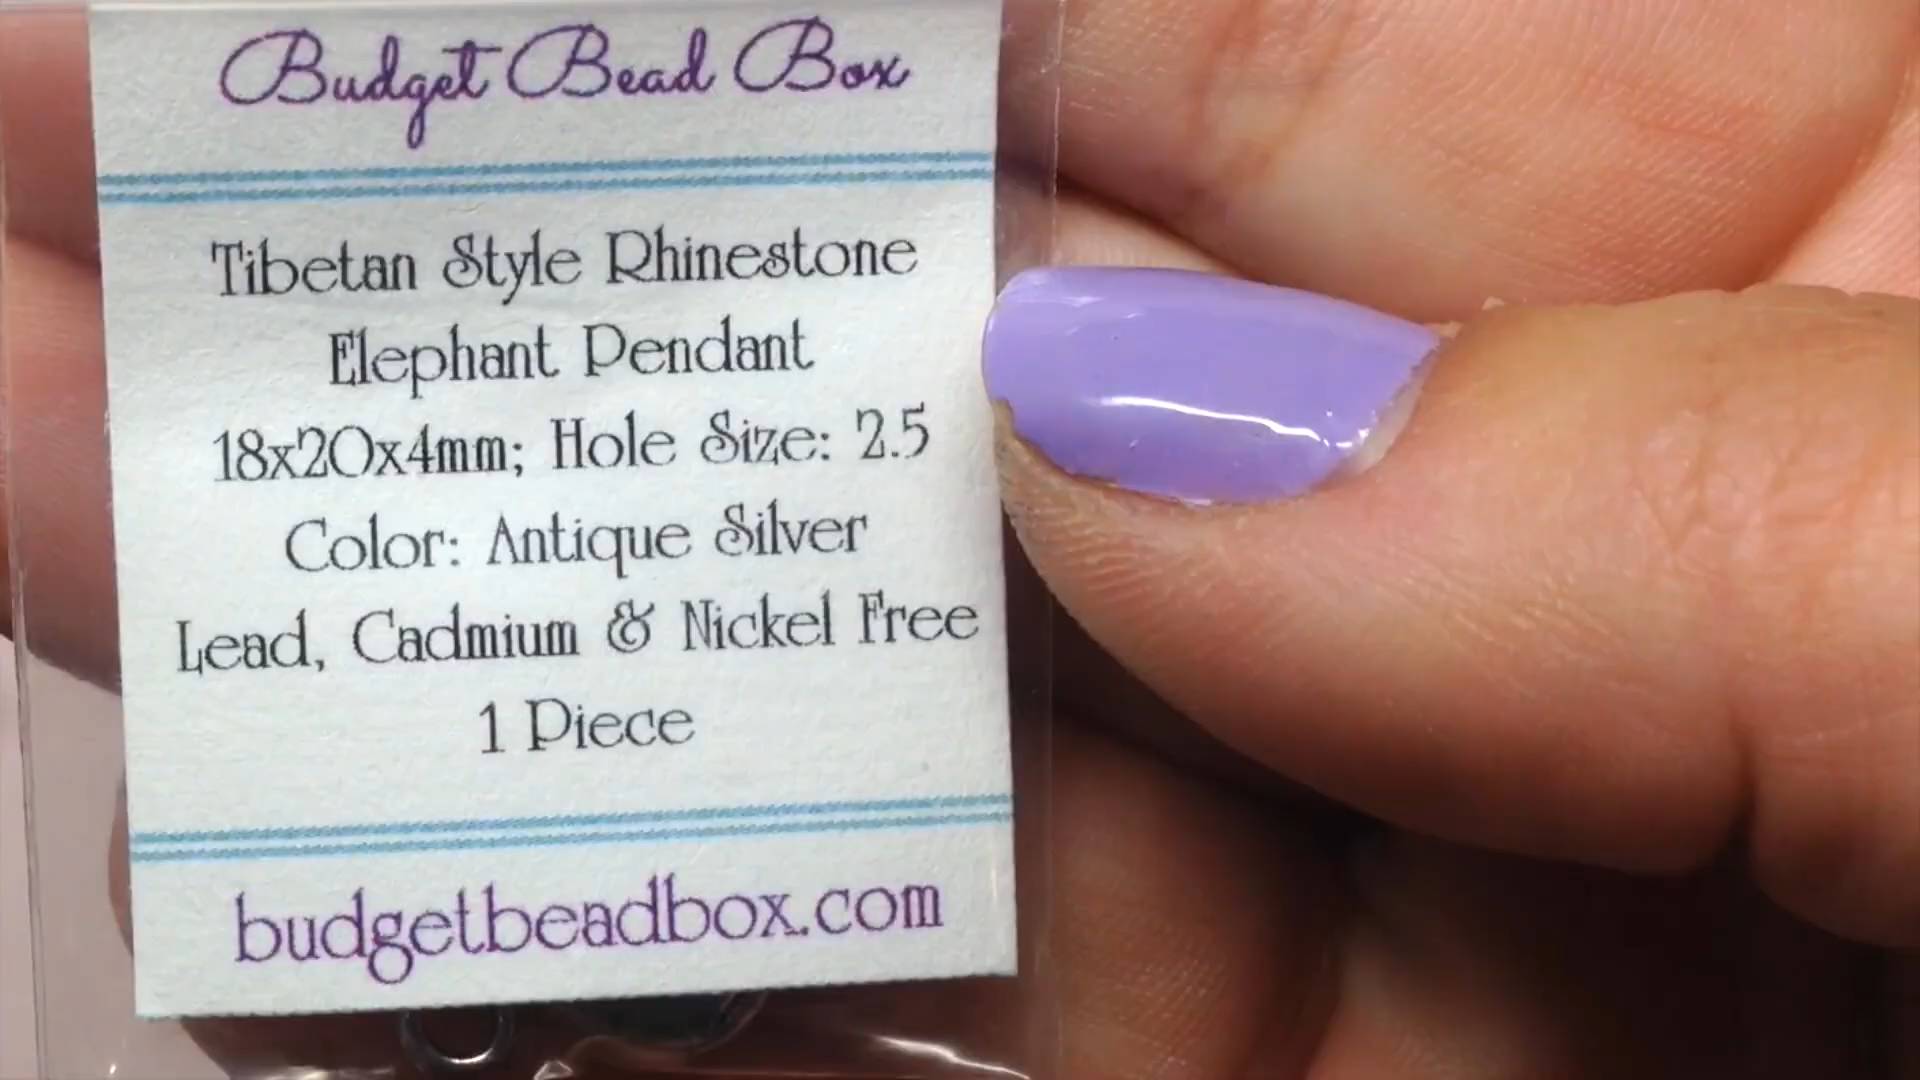 Budget Bead Box
Tibetan Style Rhinestone
Elephant Pendant
18x20x4mm; Hole Size: 2.5
Color: Antique Silver
Lead, Cadmium & Nickel Free
1 Piece
budgetbeadbox.com